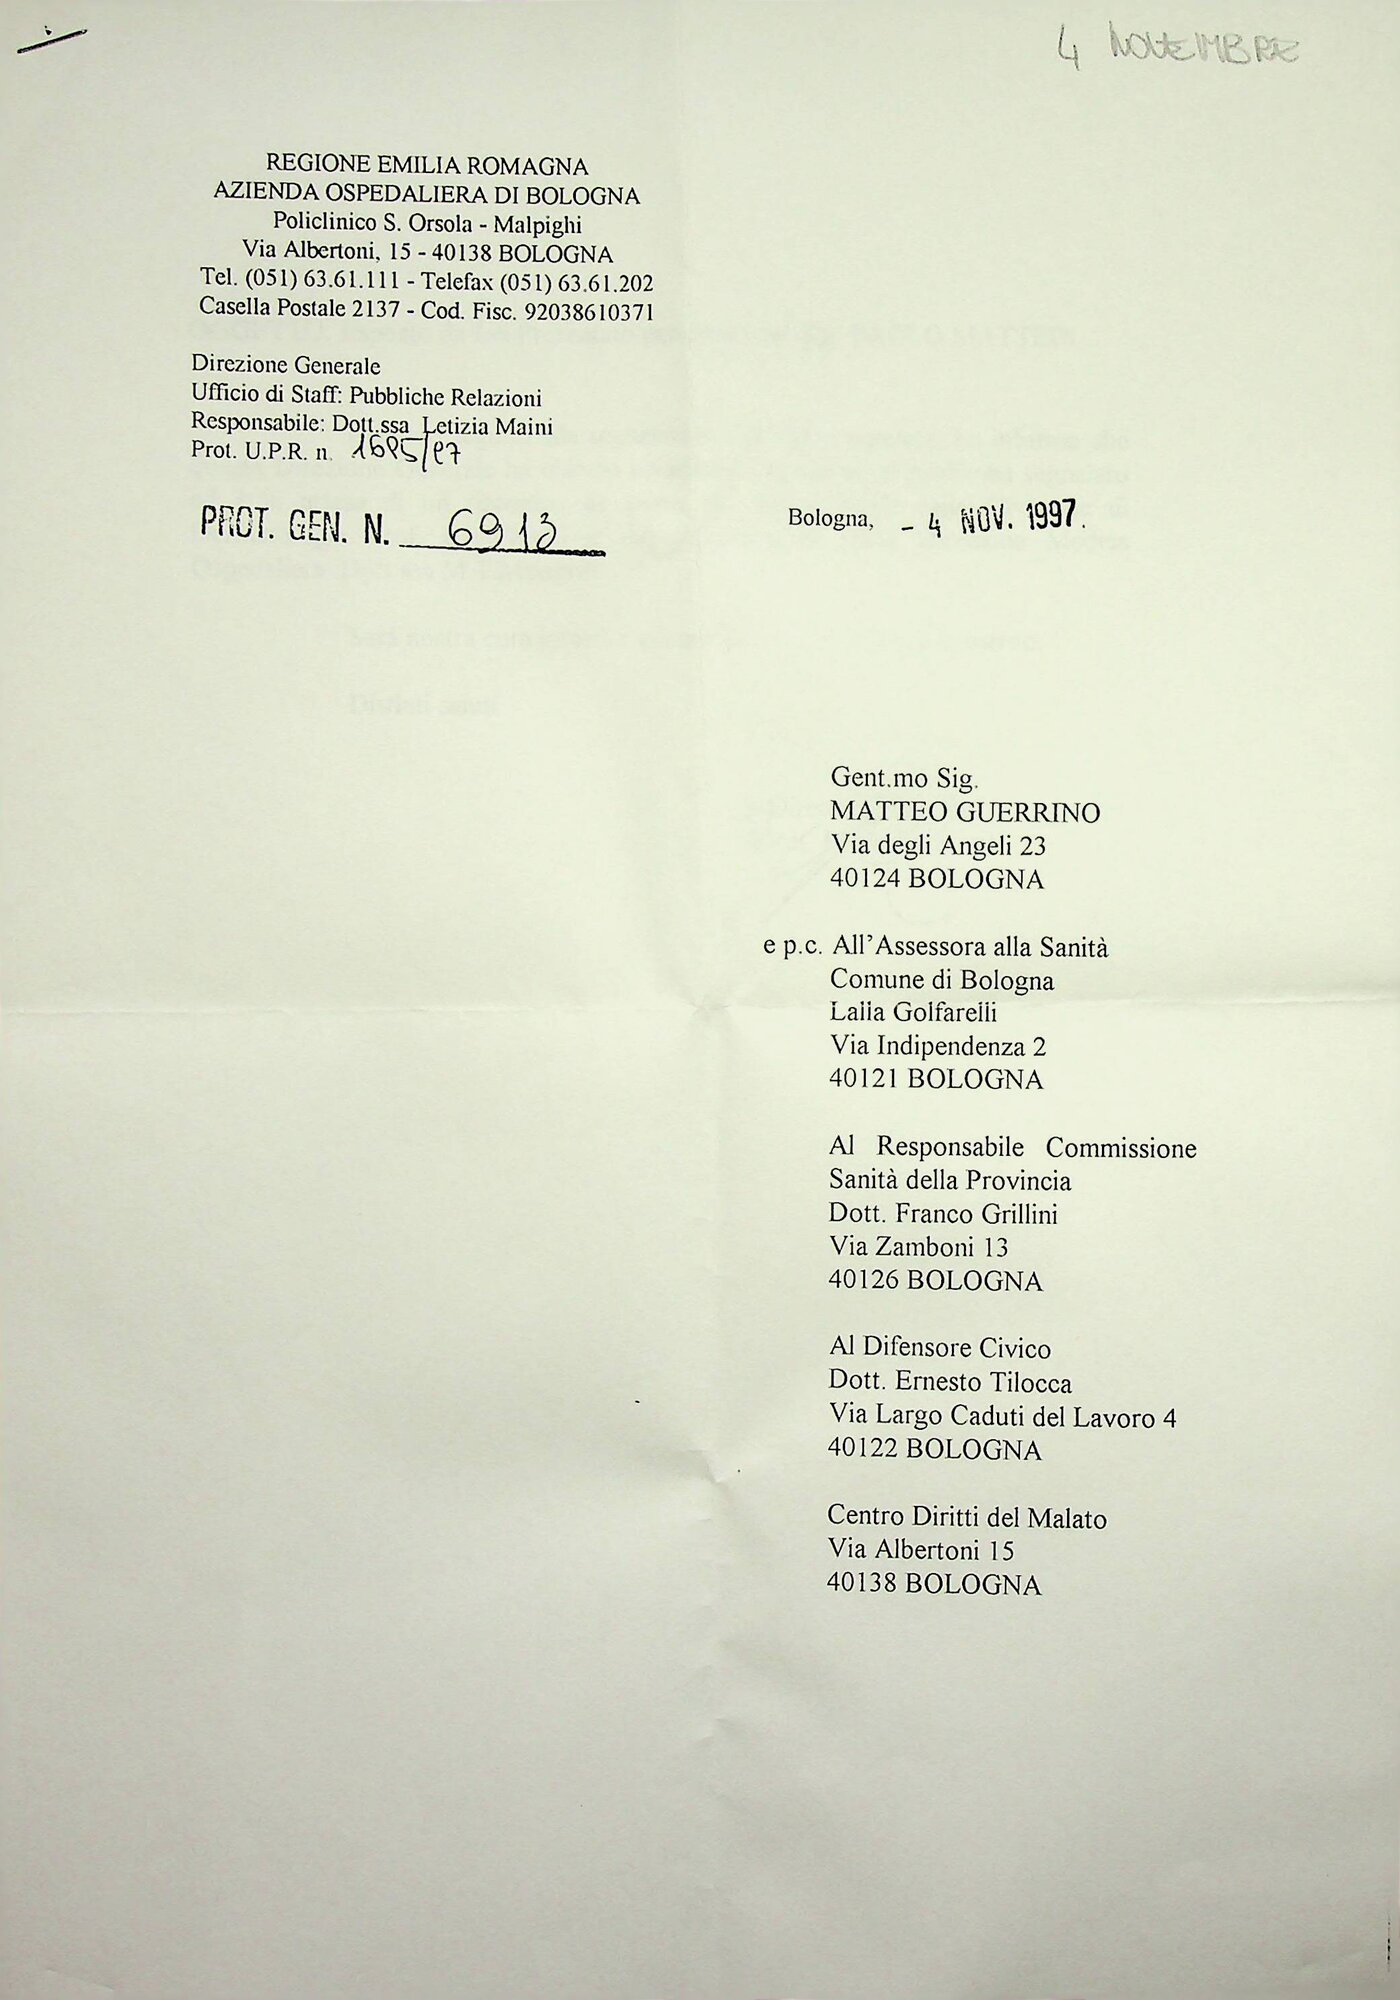 4 NOVEMBRE
REGIONE EMILIA ROMAGNA
AZIENDA OSPEDALIERA DI BOLOGNA
Policlinico S. Orsola - Malpighi
Via Albertoni, 15 - 40138 BOLOGNA
Tel. (051) 63.61.111 - Telefax (051) 63.61.202
Casella Postale 2137 - Cod. Fisc. 92038610371
Direzione Generale
Ufficio di Staff: Pubbliche Relazioni
Responsabile: Dott.ssa Letizia Maini
Prot. U.P.R. n. 1695/97
PROT. GEN. N. 6913
Bologna, - 4 NOV. 1997.
Gent.mo Sig.
MATTEO GUERRINO
Via degli Angeli 23
40124 BOLOGNA
e p.c. All'Assessora alla Sanità
Comune di Bologna
Lalla Golfarelli
Via Indipendenza 2
40121 BOLOGNA
Al Responsabile Commissione
Sanità della Provincia
Dott. Franco Grillini
Via Zamboni 13
40126 BOLOGNA
Al Difensore Civico
Dott. Ernesto Tilocca
Via Largo Caduti del Lavoro 4
40122 BOLOGNA
Centro Diritti del Malato
Via Albertoni 15
40138 BOLOGNA